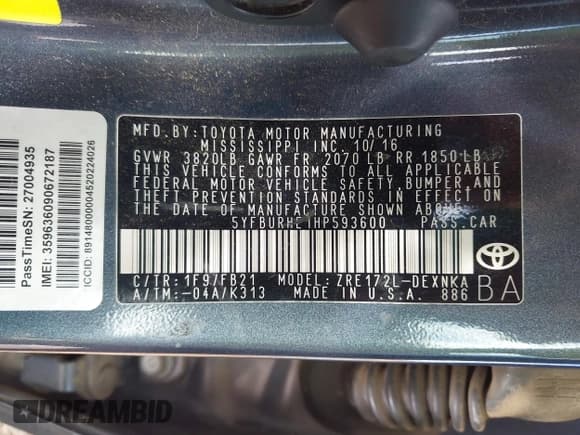 MFD. BY: TOYOTA MOTOR MANUFACTURING
MISSISSIPPI INC. 10/16
GVWR 3820LB GAWR FR 2070 LB RR 1850 LB
THIS VEHICLE CONFORMS TO ALL APPLICABLE
FEDERAL MOTOR VEHICLE SAFETY, BUMPER, AND
THEFT PREVENTION STANDARDS IN EFFECT ON
THE DATE OF MANUFACTURE SHOWN ABOVE.
5YFBURHE1HP593600 PASS.CAR
C/TR: 1F9/FB21 MODEL: ZRE172L-DEXNKA
A/TM:-04A/K313 MADE IN U.S.A. 886
BA
PassTimeSN: 27004935
IMEI: 359636090672187
ICCID: 89148000004520224026
DREAMBID